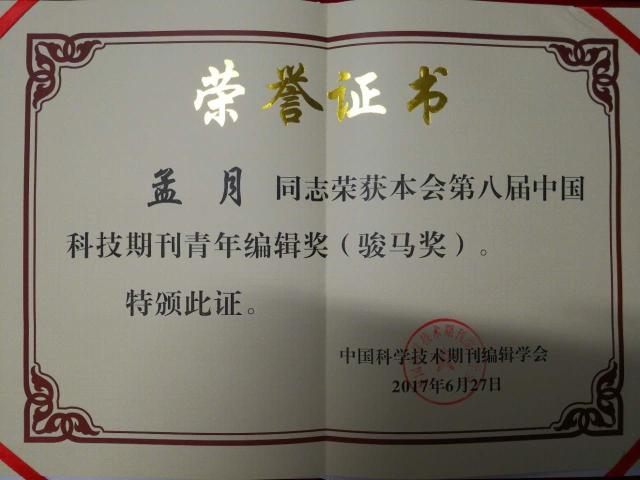 荣誉证书
孟月 同志荣获本会第八届中国
科技期刊青年编辑奖（骏马奖）。
特颁此证。
中国科学技术期刊编辑学会
2017年6月27日